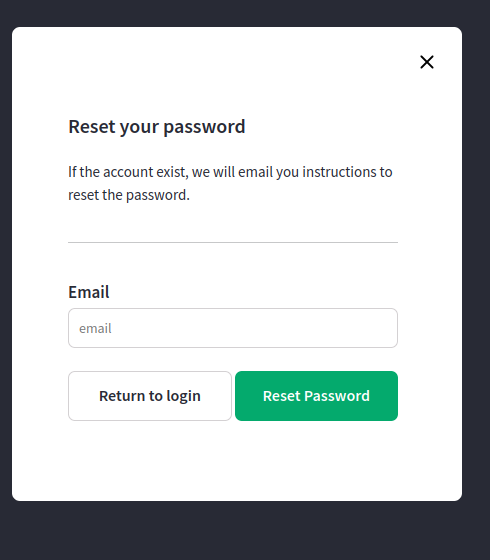 Reset your password
If the account exist, we will email you instructions to
reset the password.
Email
email
Return to login
Reset Password